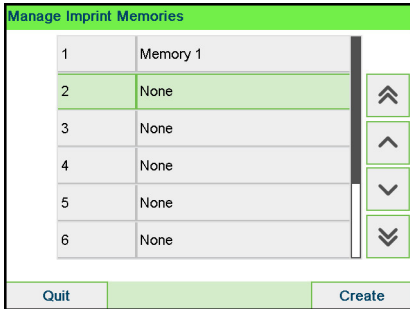 Manage Imprint Memories
1 Memory 1
2 None
3 None
4 None
5 None
6 None
Quit Create